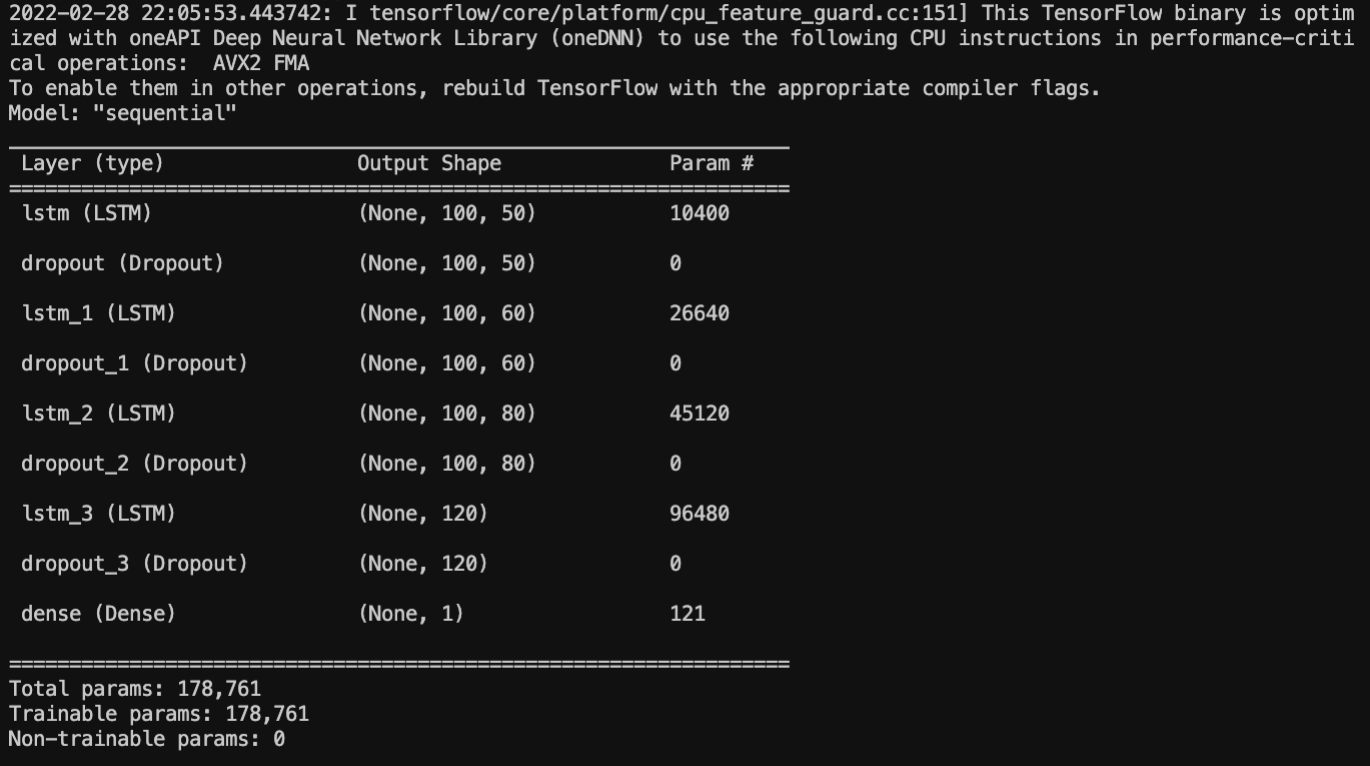 2022-02-28 22:05:53.443742: I tensorflow/core/platform/cpu_feature_guard.cc:151] This TensorFlow binary is optim
ized with oneAPI Deep Neural Network Library (oneDNN) to use the following CPU instructions in performance-criti
cal operations:  AVX2 FMA
To enable them in other operations, rebuild TensorFlow with the appropriate compiler flags.
Model: "sequential"
_________________________________________________________________
 Layer (type)                Output Shape              Param #
=================================================================
 lstm (LSTM)                 (None, 100, 50)           10400
 dropout (Dropout)           (None, 100, 50)           0
 lstm_1 (LSTM)               (None, 100, 60)           26640
 dropout_1 (Dropout)         (None, 100, 60)           0
 lstm_2 (LSTM)               (None, 100, 80)           45120
 dropout_2 (Dropout)         (None, 100, 80)           0
 lstm_3 (LSTM)               (None, 120)               96480
 dropout_3 (Dropout)         (None, 120)               0
 dense (Dense)               (None, 1)                 121
=================================================================
Total params: 178,761
Trainable params: 178,761
Non-trainable params: 0